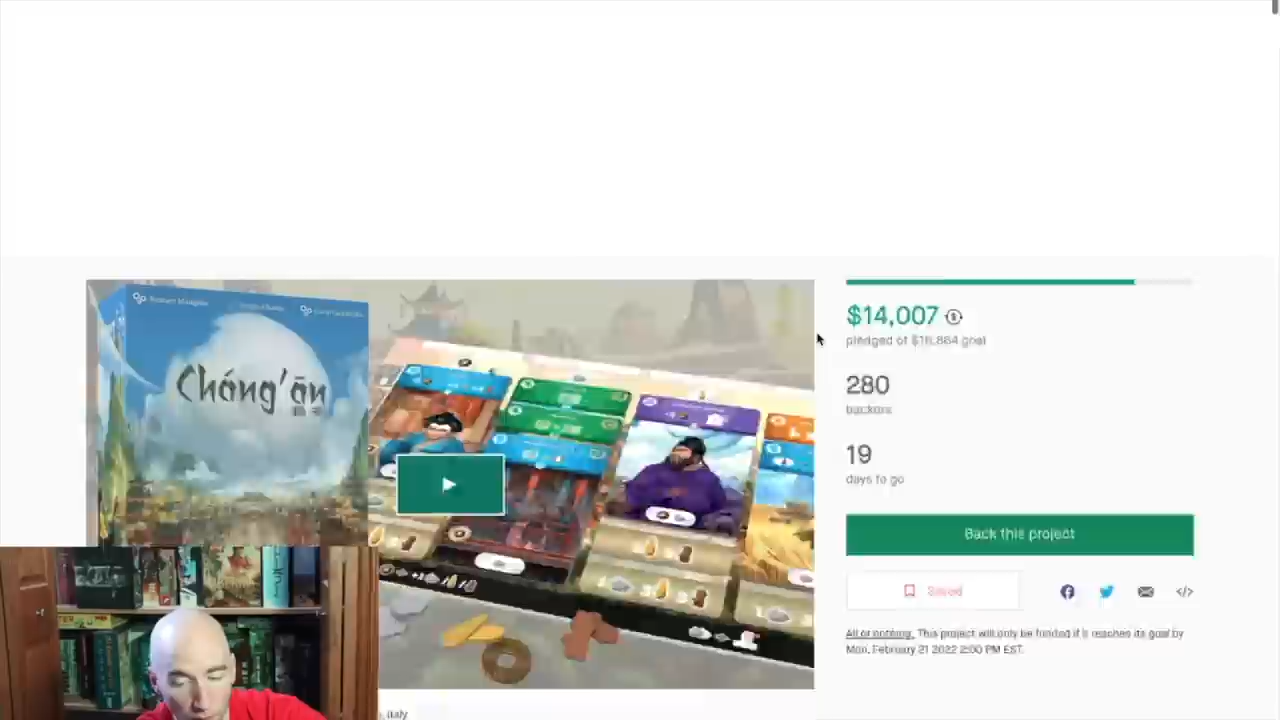 Cháng'ān
$14,007
pledged of $16,864 goal
280
backers
19
days to go
Back this project
Saved
All or nothing. This project will only be funded if it reaches its goal by
Mon, February 21 2022 2:00 PM EST.
, Italy